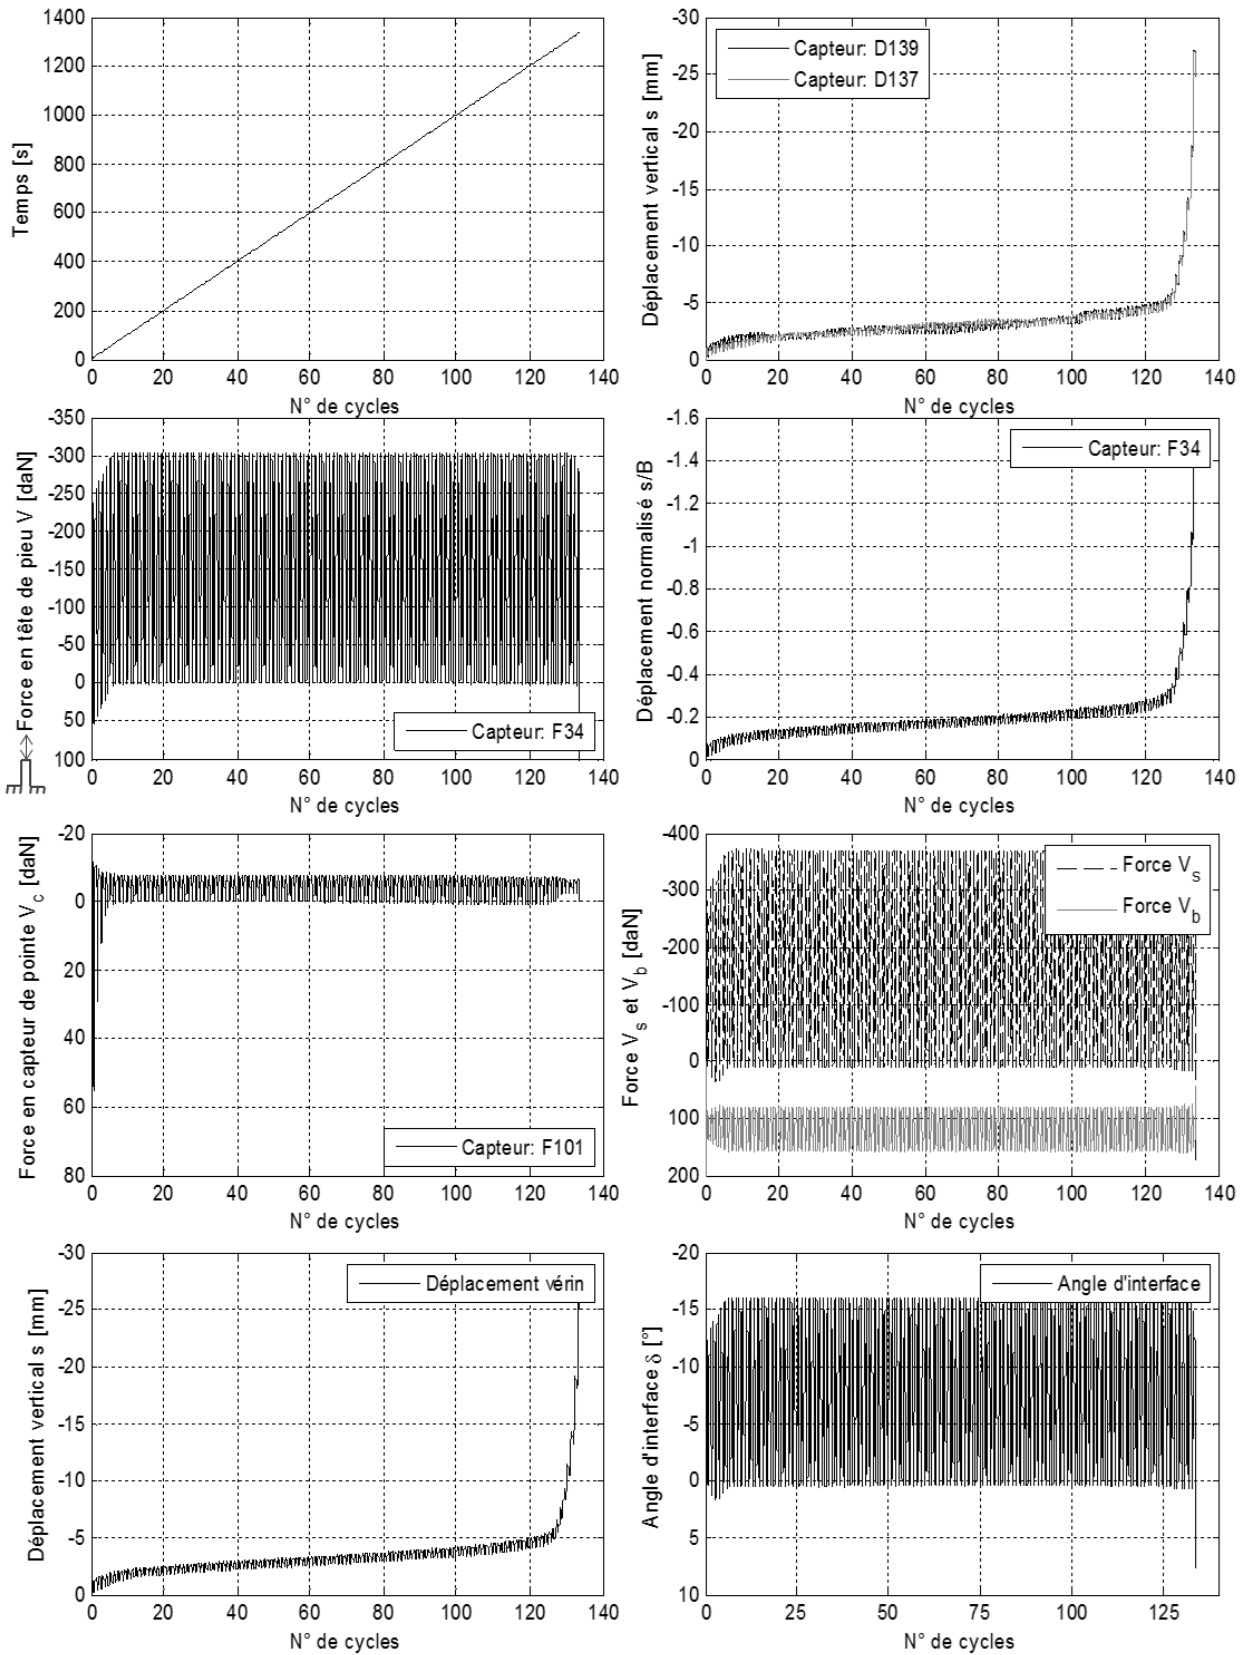 1400
1200
1000
800
600
400
200
0
Temps [s]
0 20 40 60 80 100 120 140
N° de cycles
-30
-25
-20
-15
-10
-5
0
Déplacement vertical s [mm]
Capteur: D139
Capteur: D137
0 20 40 60 80 100 120 140
N° de cycles
-350
-300
-250
-200
-150
-100
-50
0
50
100
Force en tête de pieu V [daN]
Capteur: F34
0 20 40 60 80 100 120 140
N° de cycles
-1.6
-1.4
-1.2
-1
-0.8
-0.6
-0.4
-0.2
0
Déplacement normalisé s/B
Capteur: F34
0 20 40 60 80 100 120 140
N° de cycles
-20
0
20
40
60
80
Force en capteur de pointe Vc [daN]
Capteur: F101
0 20 40 60 80 100 120 140
N° de cycles
-400
-300
-200
-100
0
100
200
Force Vs et Vb [daN]
Force Vs
Force Vb
0 20 40 60 80 100 120 140
N° de cycles
-30
-25
-20
-15
-10
-5
0
Déplacement vertical s [mm]
Déplacement vérin
0 20 40 60 80 100 120 140
N° de cycles
-20
-15
-10
-5
0
5
10
Angle d'interface δ [°]
Angle d'interface
0 25 50 75 100 125
N° de cycles